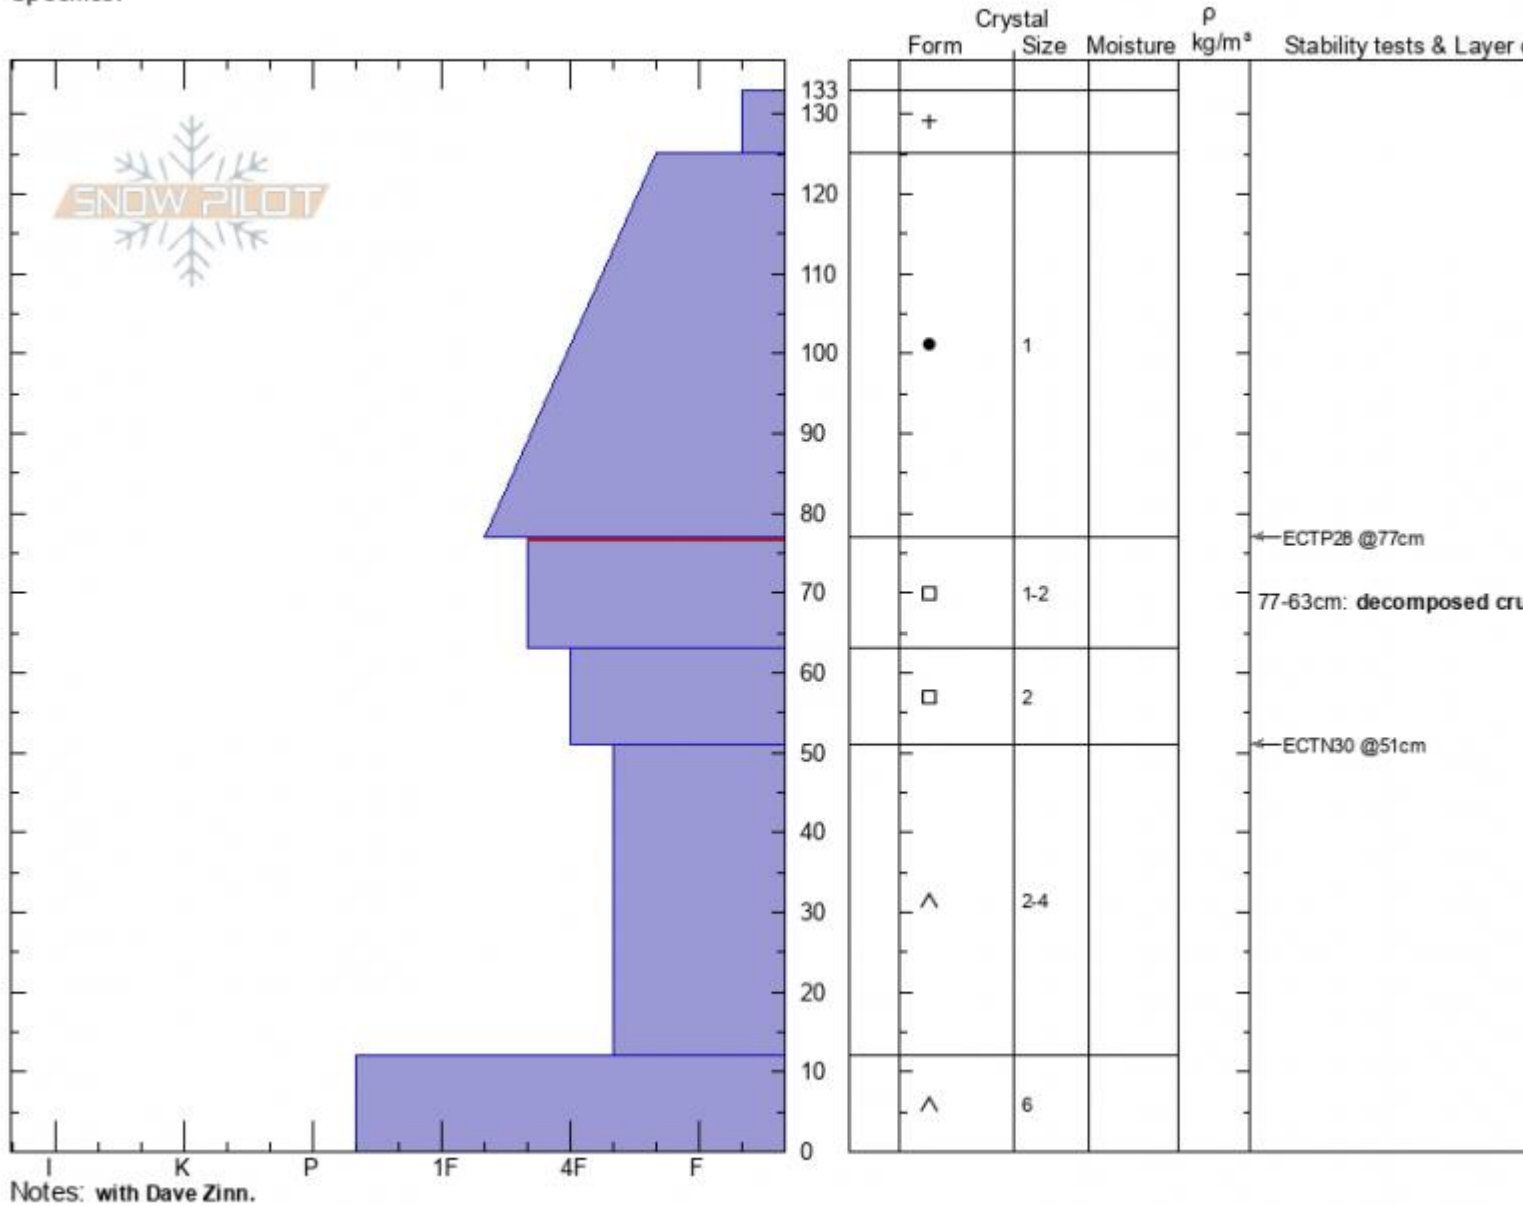 Specifics:
Crystal
ρ
Form Size Moisture kg/m³ Stability tests & Layer
133
130
120
110
100
90
80
70
60
50
40
30
20
10
0
SNOW PILOT
+
● 1
ECTP28 @77cm
□ 1-2
77-63cm: decomposed cru
□ 2
ECTN30 @51cm
∧ 2-4
∧ 6
I K P 1F 4F F
Notes: with Dave Zinn.